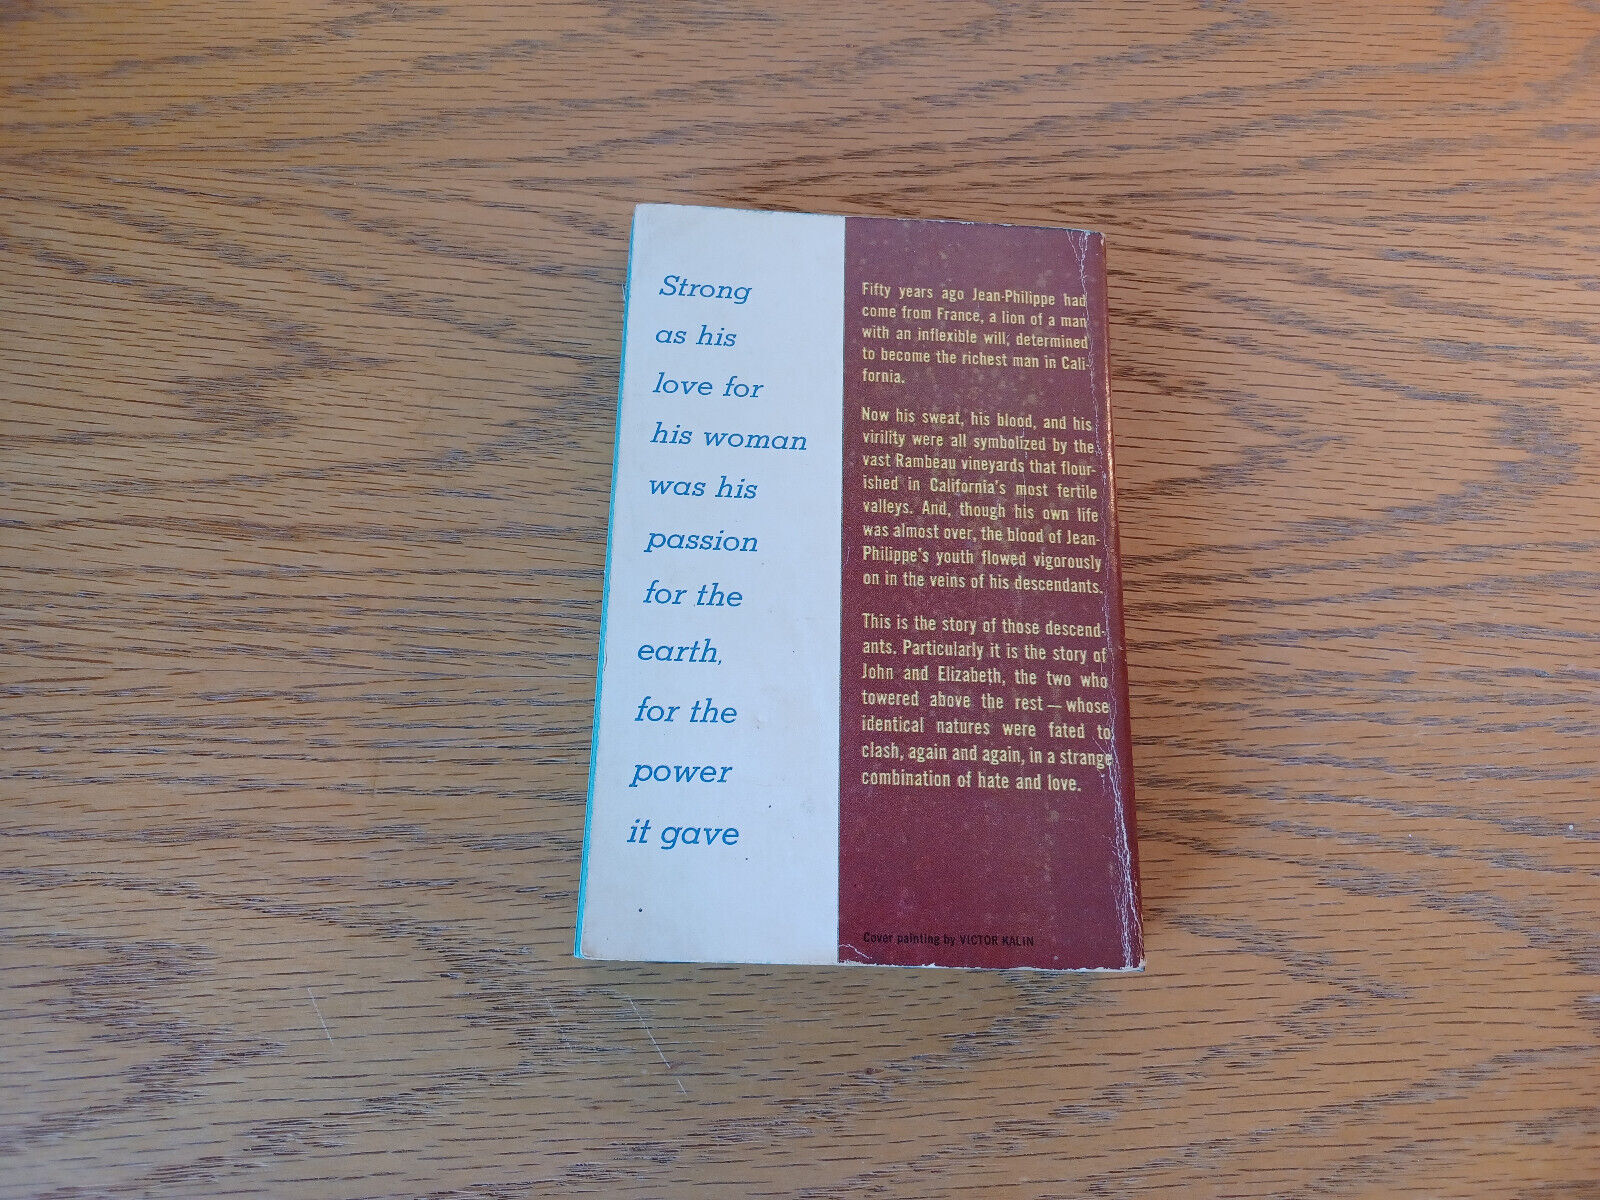 Strong
as his
love for
his woman
was his
passion
for the
earth,
for the
power
it gave
Fifty years ago Jean-Philippe had
come from France, a lion of a man
with an inflexible will, determined
to become the richest man in Cali-
fornia.
Now his sweat, his blood, and his
virility were all symbolized by the
vast Rambeau vineyards that flour-
ished in California's most fertile
valleys. And, though his own life
was almost over, the blood of Jean-
Philippe's youth flowed vigorously
on in the veins of his descendants.
This is the story of those descend-
ants. Particularly it is the story of
John and Elizabeth, the two who
towered above the rest — whose
identical natures were fated to
clash, again and again, in a strange
combination of hate and love.
Cover painting by VICTOR KALIN